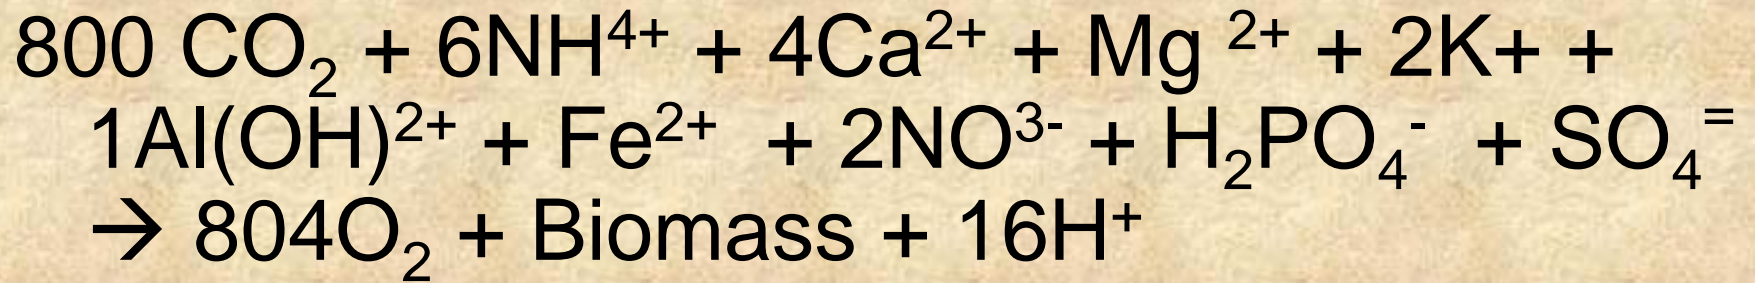 800 CO₂ + 6NH⁴⁺ + 4Ca²⁺ + Mg ²⁺ + 2K+ +
1Al(OH)²⁺ + Fe²⁺ + 2NO³⁻ + H₂PO₄⁻ + SO₄⁼
→ 804O₂ + Biomass + 16H⁺